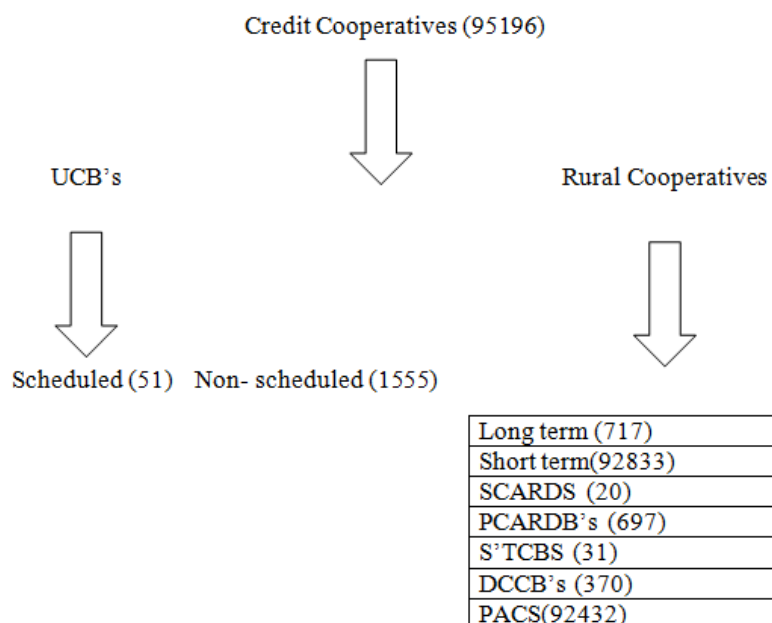 Credit Cooperatives (95196)
UCB's
Rural Cooperatives
Scheduled (51) Non- scheduled (1555)
Long term (717)
Short term(92833)
SCARDS (20)
PCARDB's (697)
S'TCBS (31)
DCCB's (370)
PACS(92432)